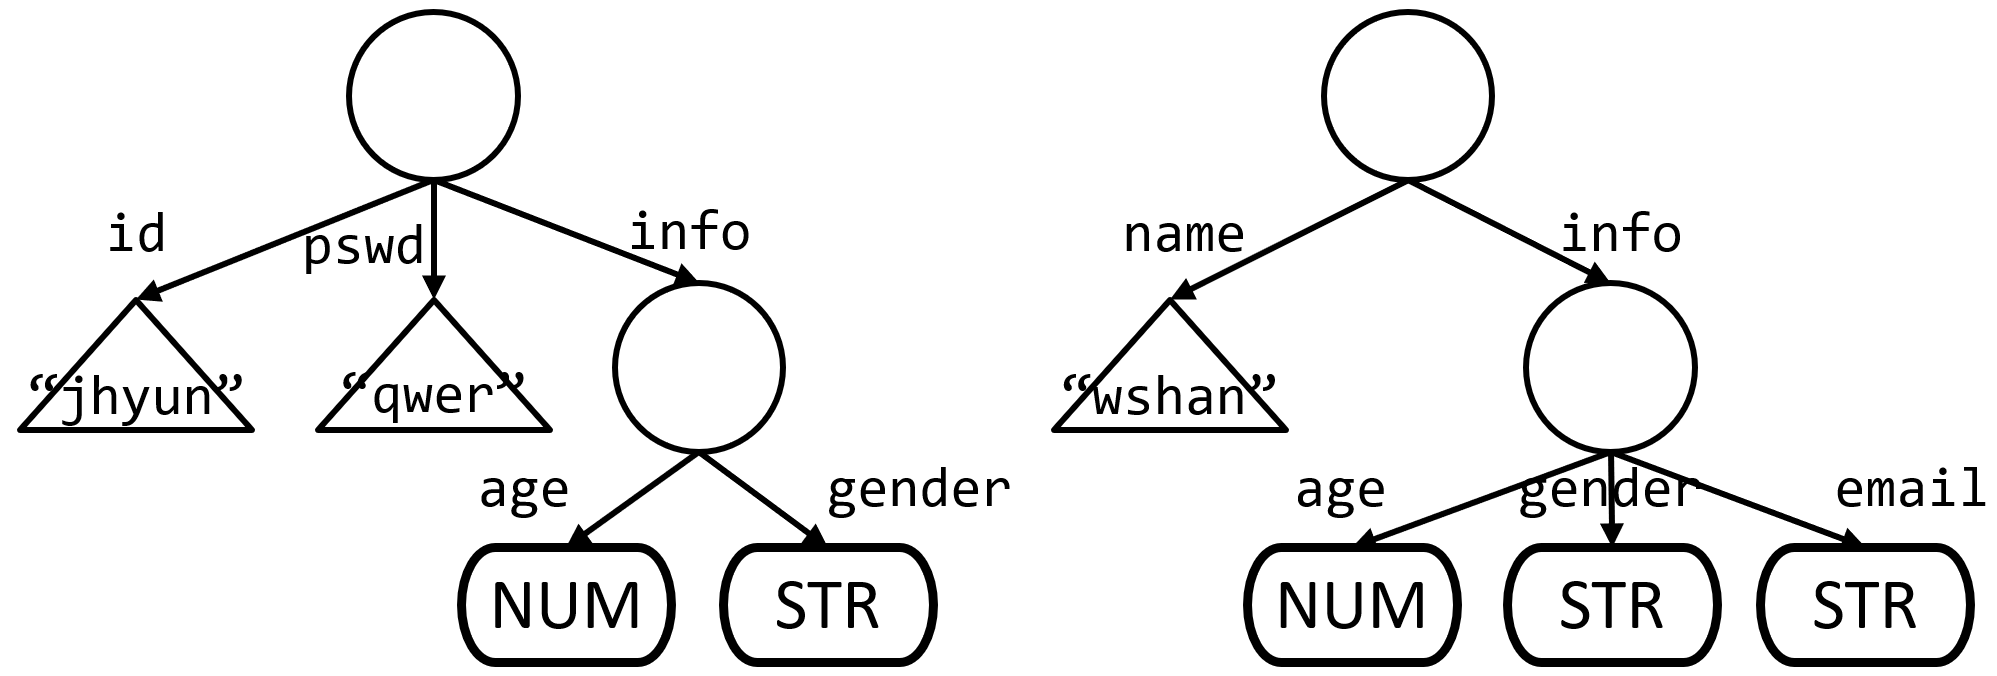 id
pswd
info
“jhyun”
“qwer”
age
gender
NUM
STR
name
info
“wshan”
age
gender
email
NUM
STR
STR